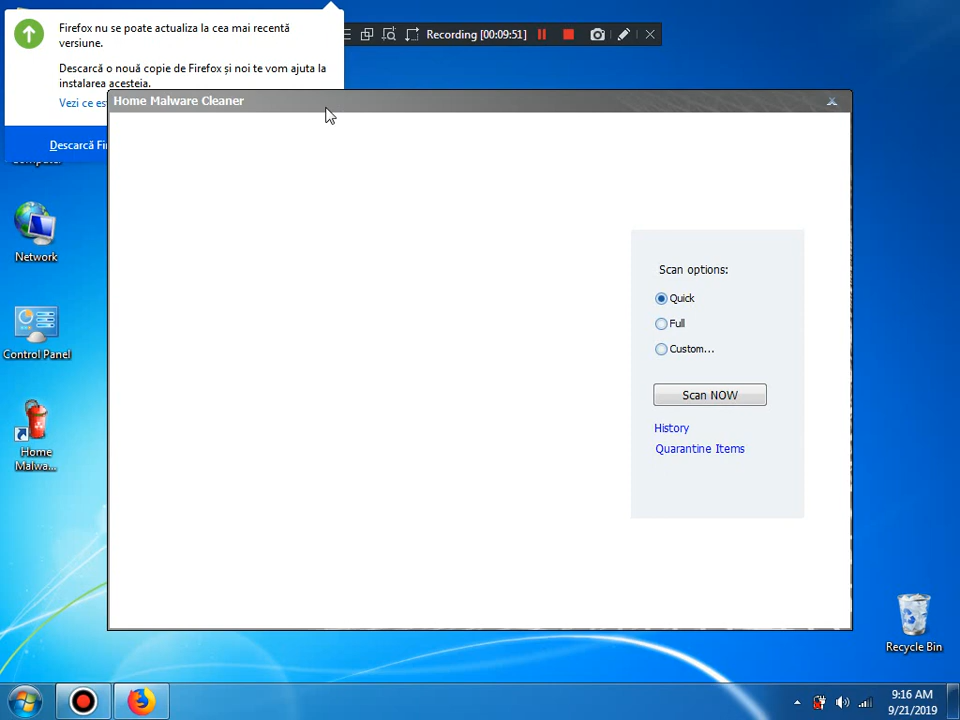 Firefox nu se poate actualiza la cea mai recentă
versiune.
Descarcă o nouă copie de Firefox și noi te vom ajuta la
instalarea acesteia.
Vezi ce
Descarcă
Recording [00:09:51]
Home Malware Cleaner
Computer
Network
Control Panel
Home
Malwa...
Scan options:
Quick
Full
Custom...
Scan NOW
History
Quarantine Items
Recycle Bin
9:16 AM
9/21/2019